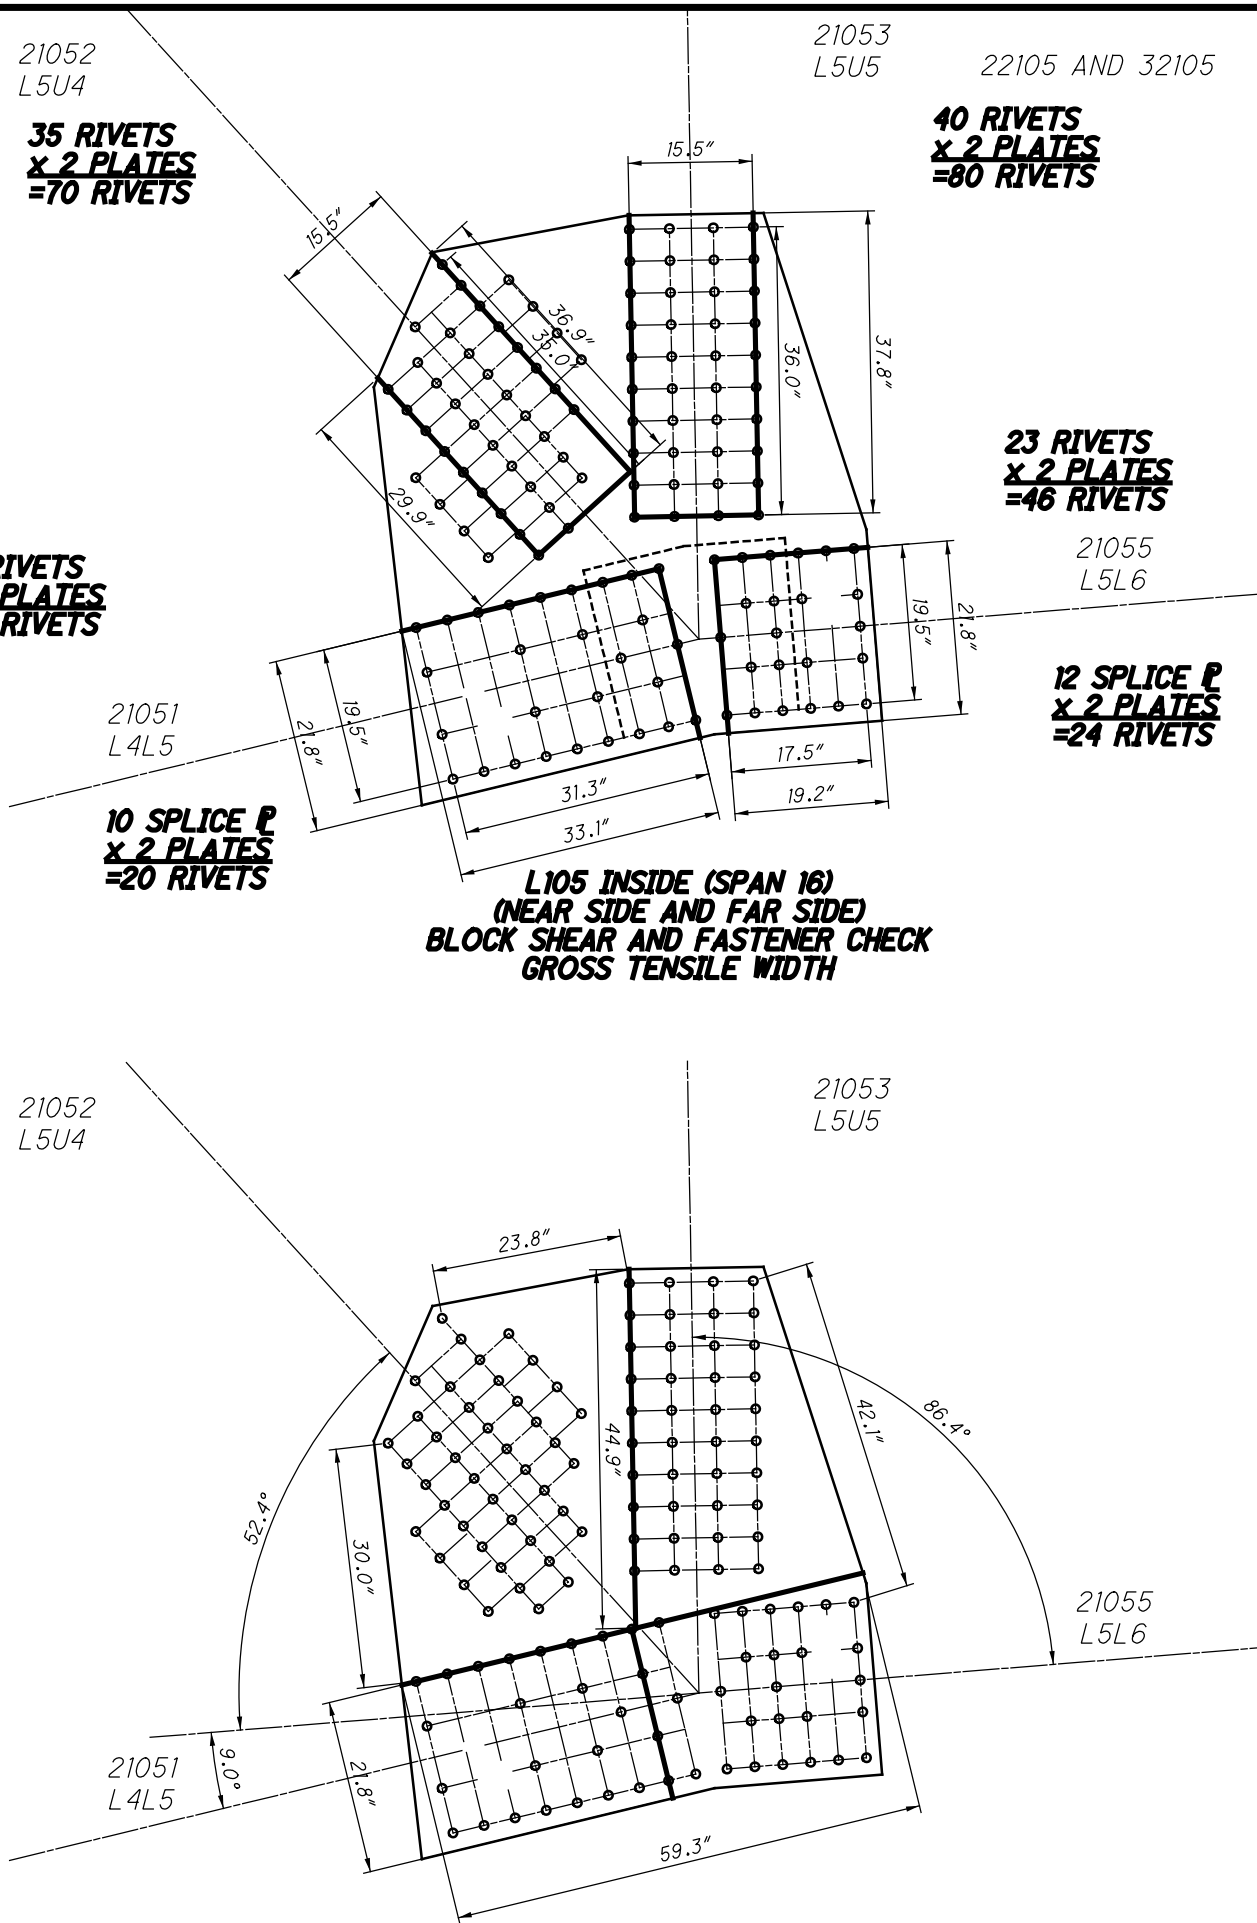 21052
L5U4
21053
L5U5
22105 AND 32105
35 RIVETS
x 2 PLATES
=70 RIVETS
40 RIVETS
x 2 PLATES
=80 RIVETS
15.5"
15.5"
36.9"
35.0"
36.0"
37.8"
29.9"
23 RIVETS
x 2 PLATES
=46 RIVETS
21055
L5L6
RIVETS
PLATES
RIVETS
19.5"
21.8"
12 SPLICE PL
x 2 PLATES
=24 RIVETS
21051
L4L5
19.5"
21.8"
17.5"
19.2"
31.3"
33.1"
10 SPLICE PL
x 2 PLATES
=20 RIVETS
L105 INSIDE (SPAN 16)
(NEAR SIDE AND FAR SIDE)
BLOCK SHEAR AND FASTENER CHECK
GROSS TENSILE WIDTH
21052
L5U4
21053
L5U5
23.8"
44.9"
42.1"
86.4°
52.4°
30.0"
21055
L5L6
21051
L4L5
9.0°
21.8"
59.3"